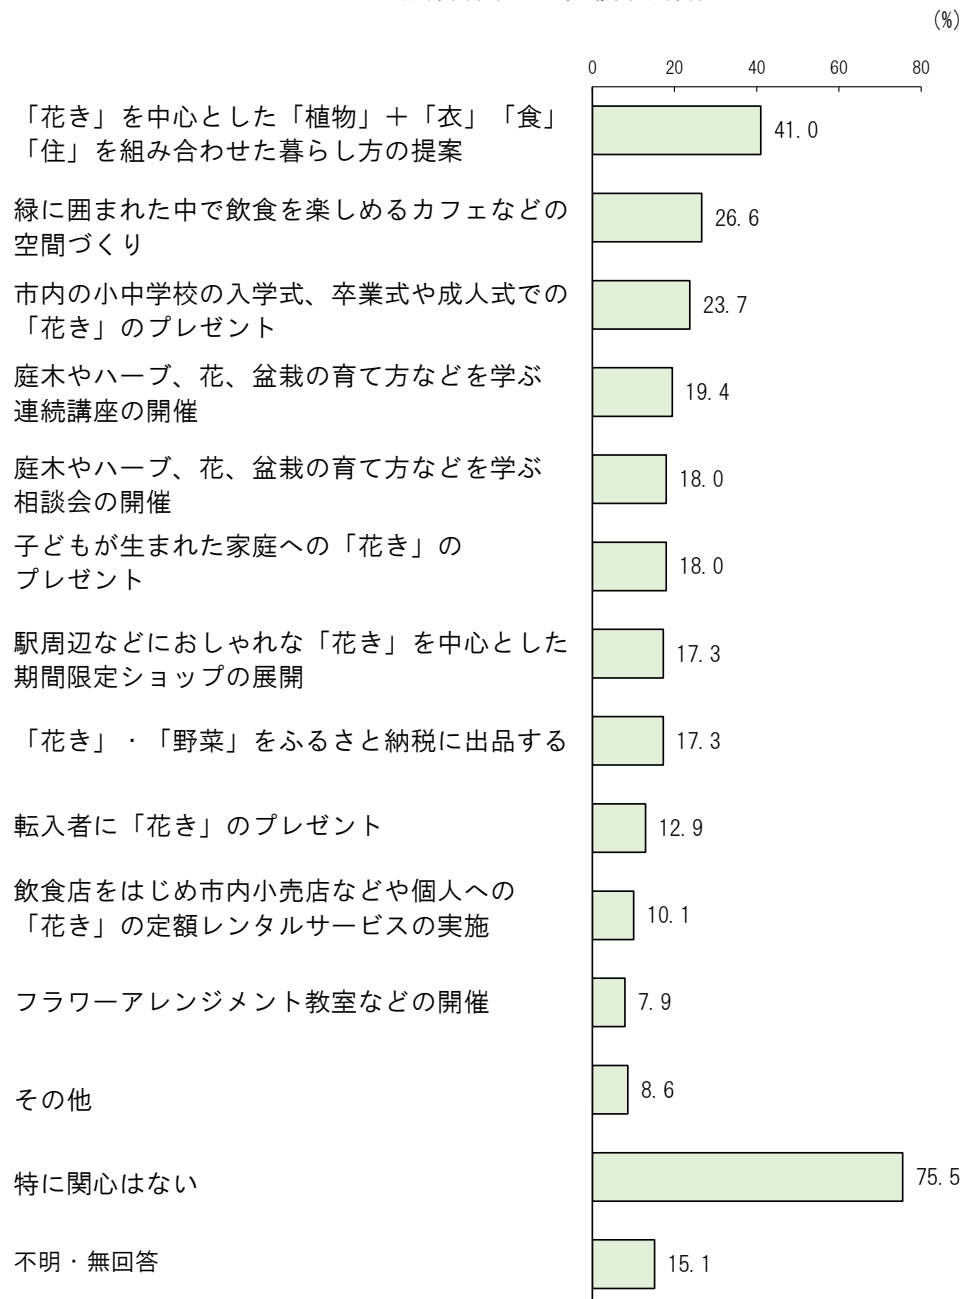 (%)
0 20 40 60 80
「花き」を中心とした「植物」＋「衣」「食」
「住」を組み合わせた暮らし方の提案
41.0
緑に囲まれた中で飲食を楽しめるカフェなどの
空間づくり
26.6
市内の小中学校の入学式、卒業式や成人式での
「花き」のプレゼント
23.7
庭木やハーブ、花、盆栽の育て方などを学ぶ
連続講座の開催
19.4
庭木やハーブ、花、盆栽の育て方などを学ぶ
相談会の開催
18.0
子どもが生まれた家庭への「花き」の
プレゼント
18.0
駅周辺などにおしゃれな「花き」を中心とした
期間限定ショップの展開
17.3
「花き」・「野菜」をふるさと納税に出品する
17.3
転入者に「花き」のプレゼント
12.9
飲食店をはじめ市内小売店などや個人への
「花き」の定額レンタルサービスの実施
10.1
フラワーアレンジメント教室などの開催
7.9
その他
8.6
特に関心はない
75.5
不明・無回答
15.1